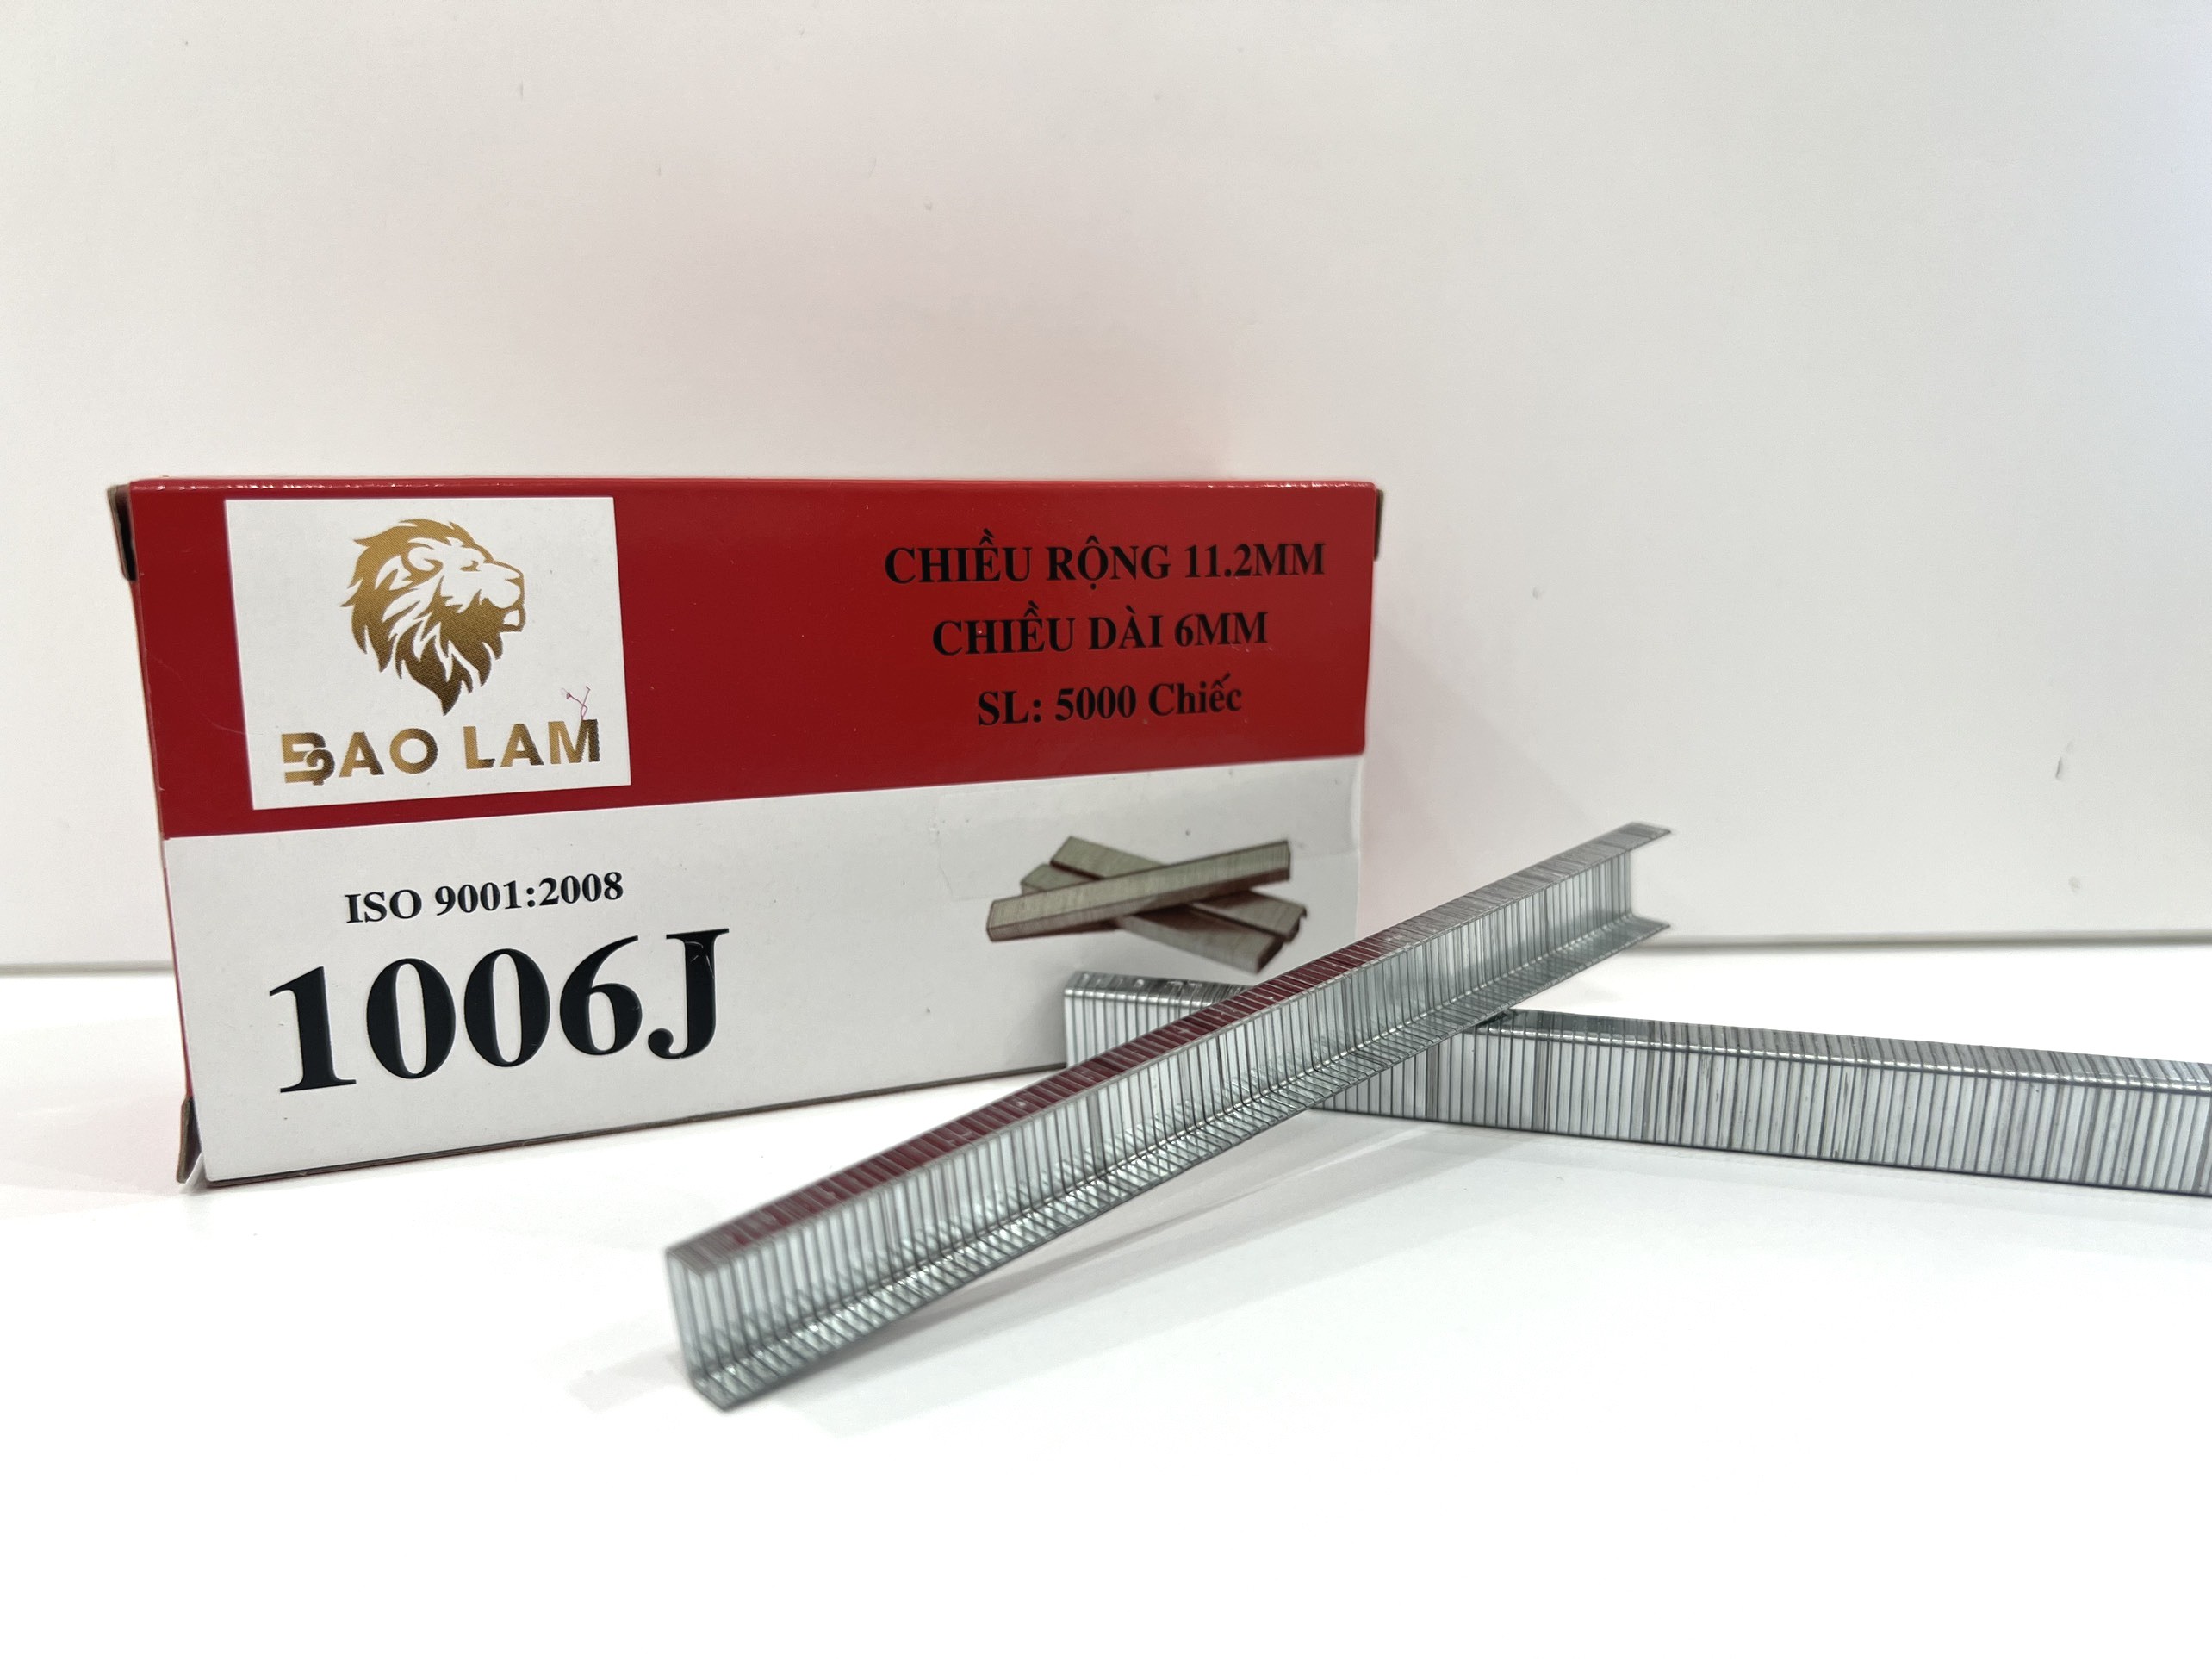 BAO LAM
CHIỀU RỘNG 11.2MM
CHIỀU DÀI 6MM
SL: 5000 Chiếc
ISO 9001:2008
1006J